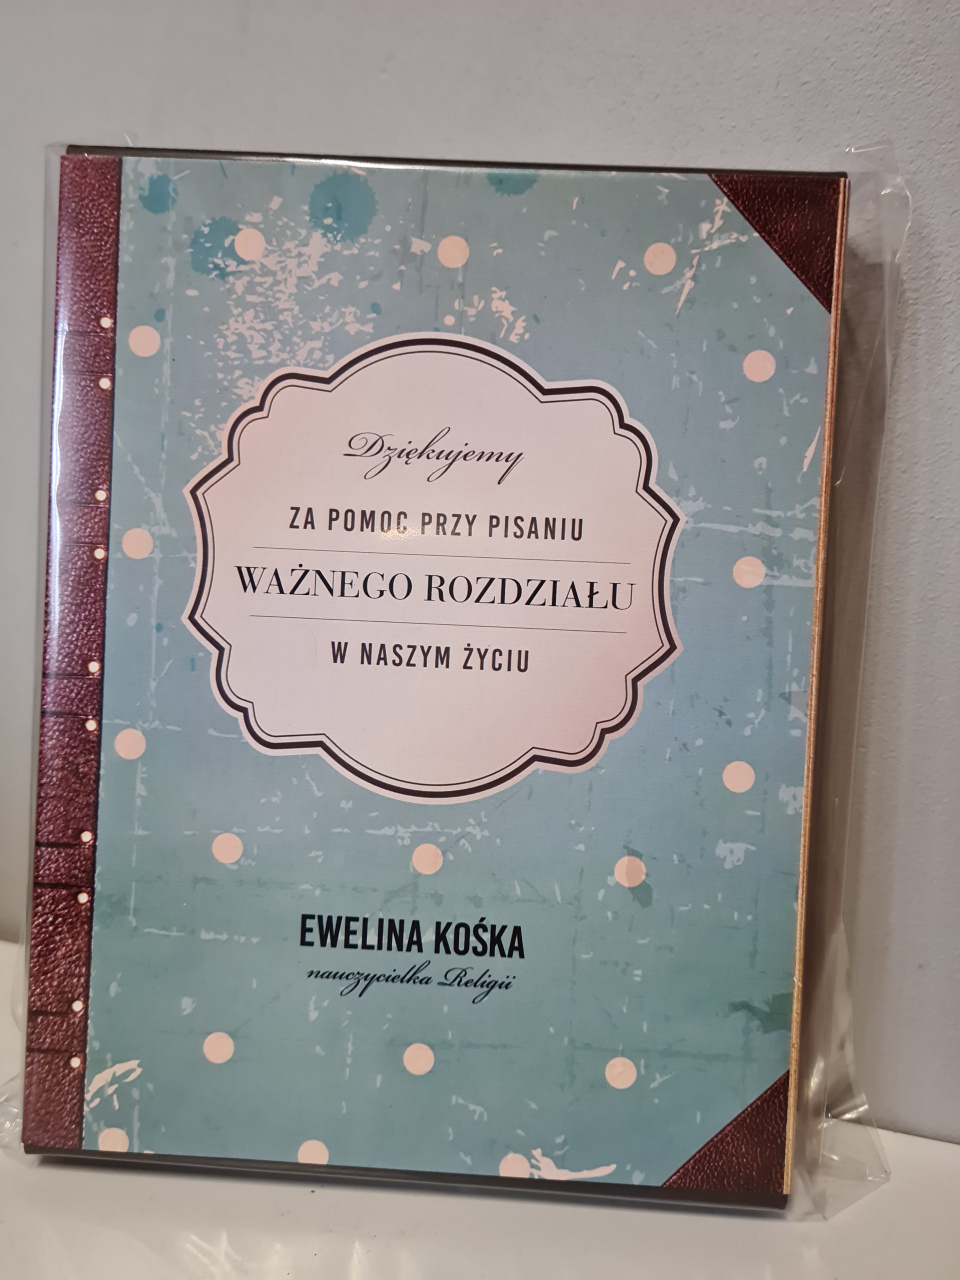 Dziękujemy
ZA POMOC PRZY PISANIU
WAŻNEGO ROZDZIAŁU
W NASZYM ŻYCIU
EWELINA KOŚKA
nauczycielka Religii